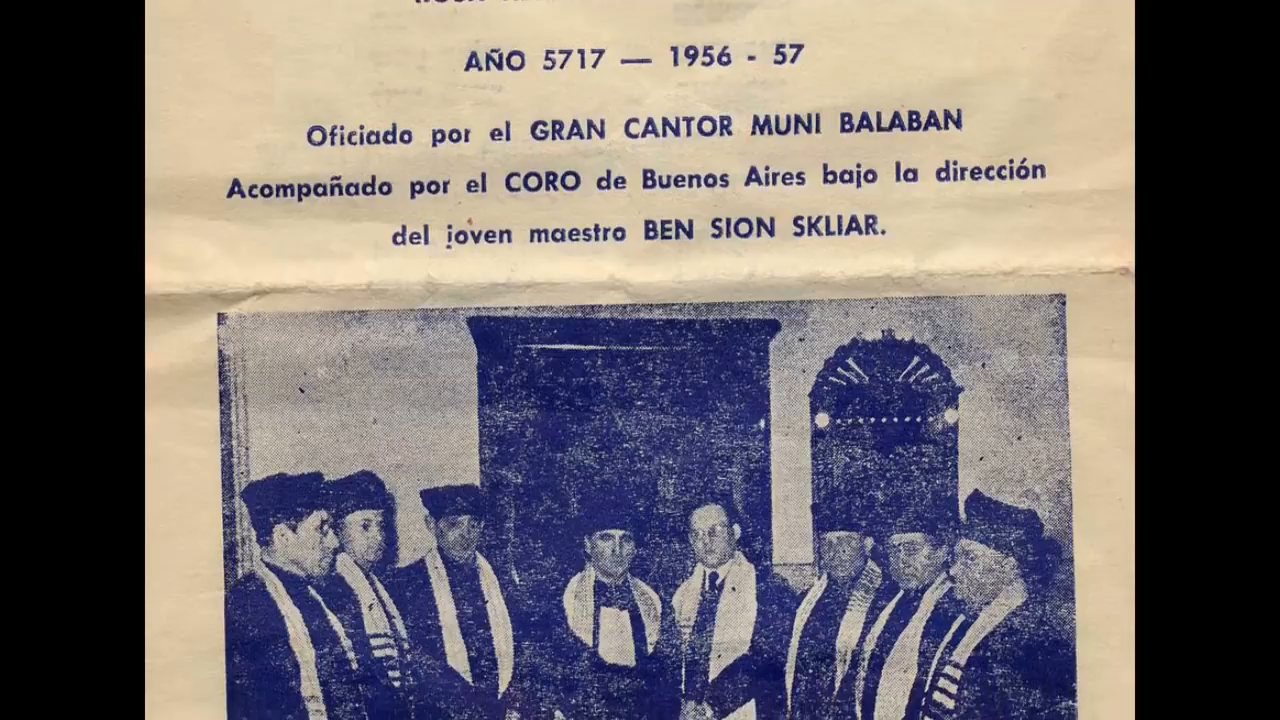 AÑO 5717 — 1956 - 57
Oficiado por el GRAN CANTOR MUNI BALABAN
Acompañado por el CORO de Buenos Aires bajo la dirección
del joven maestro BEN SION SKLIAR.